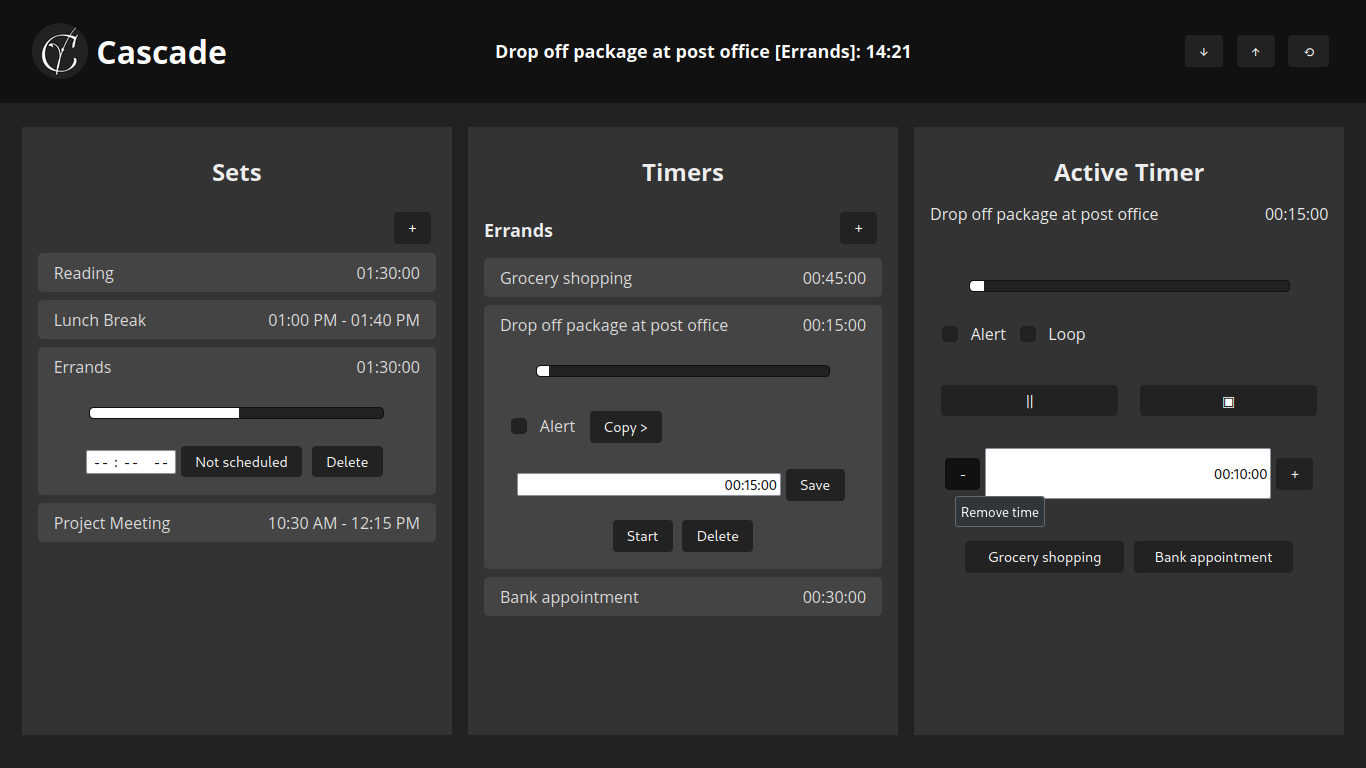 Cascade
Drop off package at post office [Errands]: 14:21
↓ ↑ ⟲
Sets
+
Reading 01:30:00
Lunch Break 01:00 PM - 01:40 PM
Errands 01:30:00
-- : -- -- Not scheduled Delete
Project Meeting 10:30 AM - 12:15 PM
Timers
Errands +
Grocery shopping 00:45:00
Drop off package at post office 00:15:00
Alert Copy >
00:15:00 Save
Start Delete
Bank appointment 00:30:00
Active Timer
Drop off package at post office 00:15:00
Alert Loop
|| ▣
- 00:10:00 +
Remove time
Grocery shopping Bank appointment